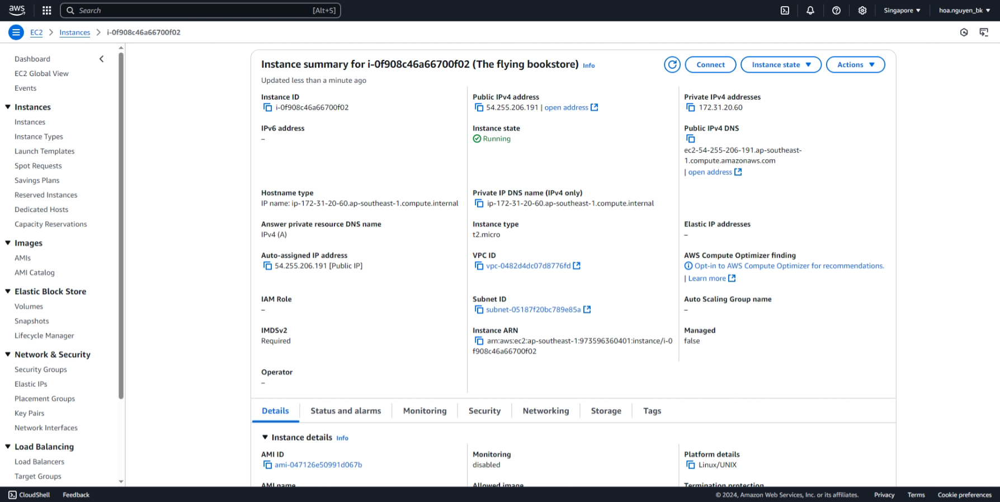 aws
Search [Alt+S]
Singapore ▼
hoa.nguyen_bk ▼
EC2 > Instances > i-0f908c46a66700f02
Dashboard
EC2 Global View
Events
Instances
Instances
Instance Types
Launch Templates
Spot Requests
Savings Plans
Reserved Instances
Dedicated Hosts
Capacity Reservations
Images
AMIs
AMI Catalog
Elastic Block Store
Volumes
Snapshots
Lifecycle Manager
Network & Security
Security Groups
Elastic IPs
Placement Groups
Key Pairs
Network Interfaces
Load Balancing
Load Balancers
Target Groups
Instance summary for i-0f908c46a66700f02 (The flying bookstore) Info
Updated less than a minute ago
Connect
Instance state ▼
Actions ▼
Instance ID
i-0f908c46a66700f02
Public IPv4 address
54.255.206.191 | open address
Private IPv4 addresses
172.31.20.60
IPv6 address
–
Instance state
Running
Public IPv4 DNS
ec2-54-255-206-191.ap-southeast-
1.compute.amazonaws.com
| open address
Hostname type
IP name: ip-172-31-20-60.ap-southeast-1.compute.internal
Private IP DNS name (IPv4 only)
ip-172-31-20-60.ap-southeast-1.compute.internal
Answer private resource DNS name
IPv4 (A)
Instance type
t2.micro
Elastic IP addresses
–
Auto-assigned IP address
54.255.206.191 [Public IP]
VPC ID
vpc-0482d4dc07d8776fd
AWS Compute Optimizer finding
Opt-in to AWS Compute Optimizer for recommendations.
| Learn more
IAM Role
–
Subnet ID
subnet-05187f20bc789e85a
Auto Scaling Group name
–
IMDSv2
Required
Instance ARN
arn:aws:ec2:ap-southeast-1:973596360401:instance/i-0
f908c46a66700f02
Managed
false
Operator
–
Details
Status and alarms
Monitoring
Security
Networking
Storage
Tags
Instance details Info
AMI ID
ami-047126e50991d067b
Monitoring
disabled
Platform details
Linux/UNIX
AMI name
Allowed image
Termination protection
CloudShell
Feedback
© 2024, Amazon Web Services, Inc. or its affiliates.
Privacy
Terms
Cookie preferences